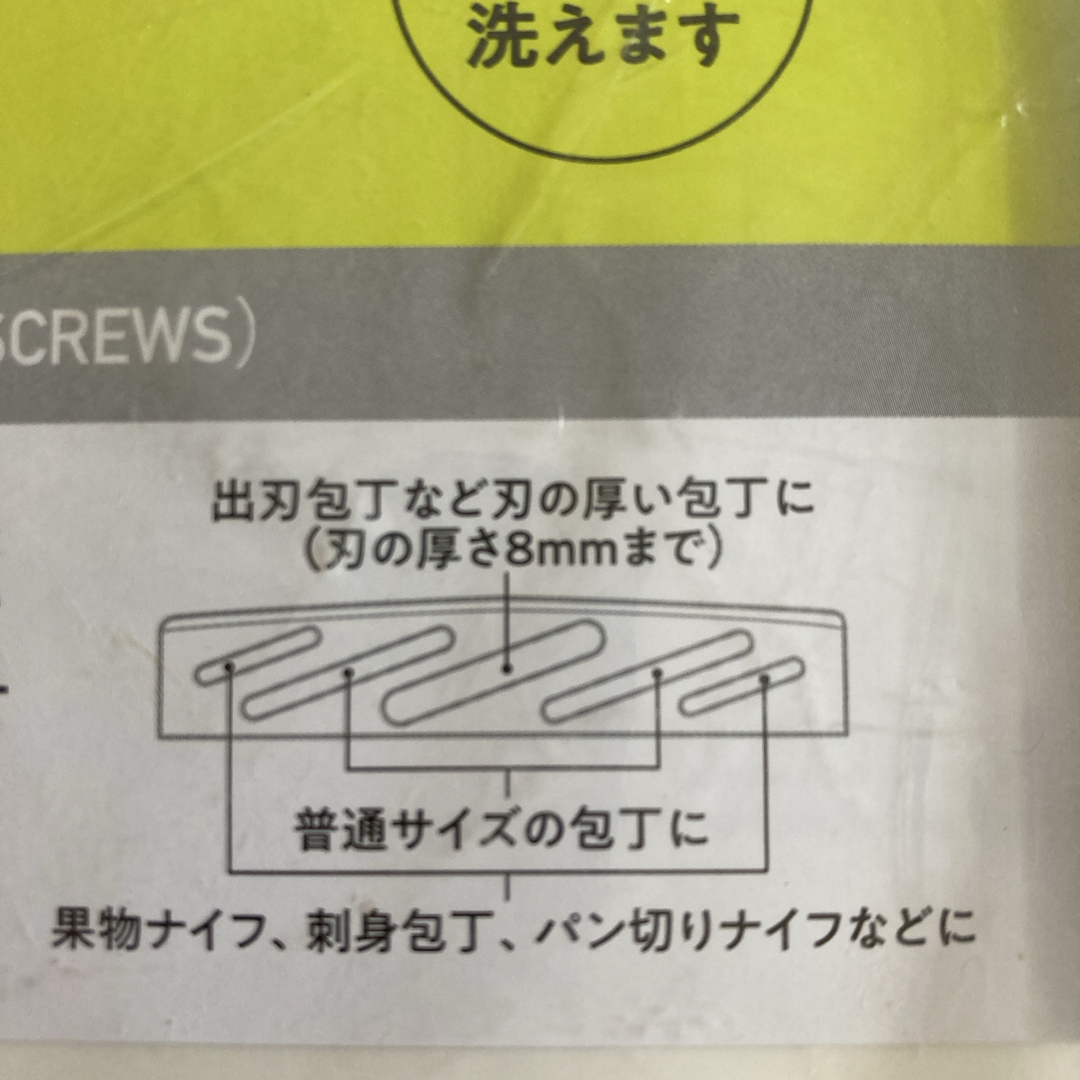 洗えます
SCREWS)
出刃包丁など刃の厚い包丁に
(刃の厚さ8mmまで)
普通サイズの包丁に
果物ナイフ、刺身包丁、パン切りナイフなどに